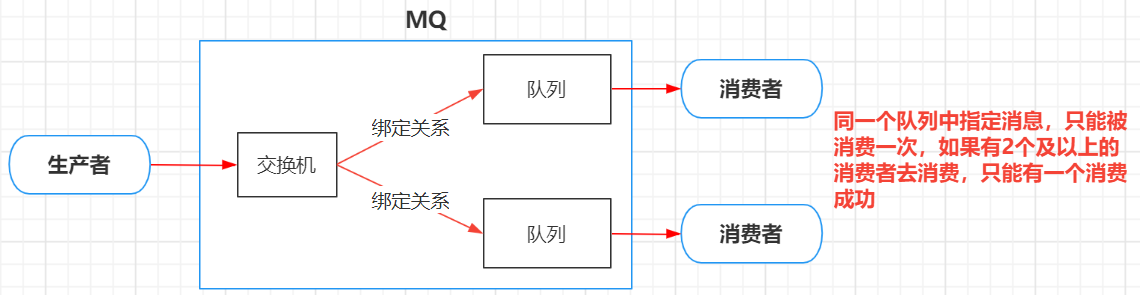 MQ
生产者
交换机
绑定关系
绑定关系
队列
队列
消费者
消费者
同一个队列中指定消息，只能被
消费一次，如果有2个及以上的
消费者去消费，只能有一个消费
成功